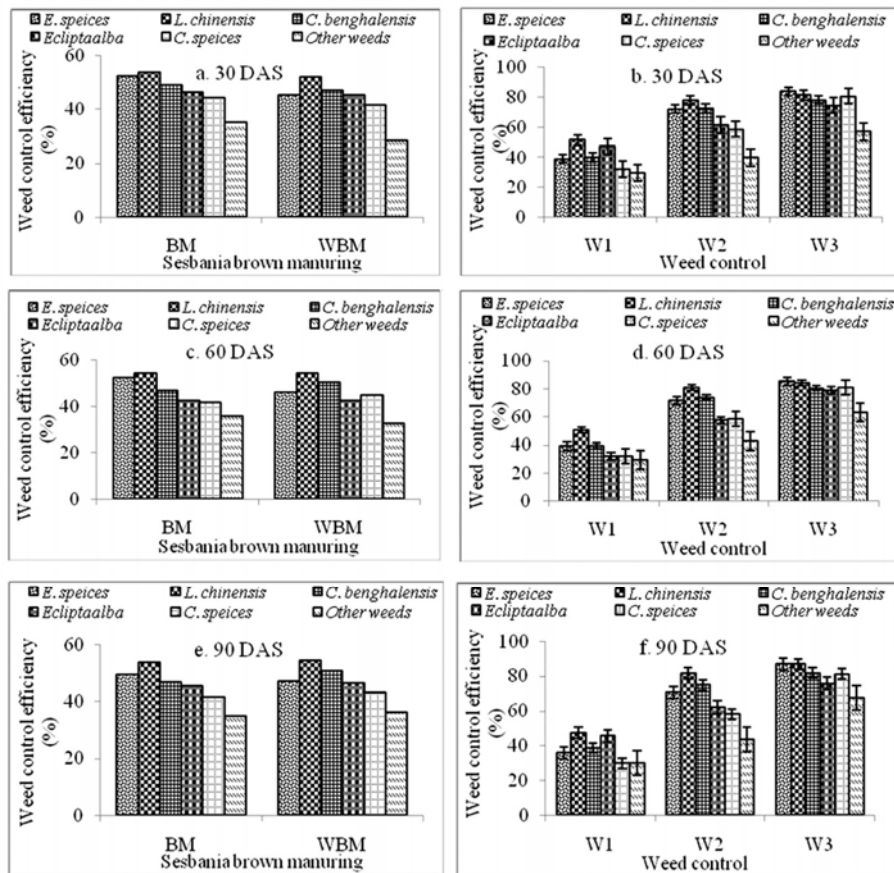 E. speices L. chinensis C. benghalensis
Ecliptaalba C. speices Other weeds
Weed control efficiency (%)
60
40
20
0
a. 30 DAS
BM WBM
Sesbania brown manuring
E. speices L. chinensis C. benghalensis
Ecliptaalba C. speices Other weeds
Weed control efficiency (%)
100
80
60
40
20
0
b. 30 DAS
W1 W2 W3
Weed control
E. speices L. chinensis C. benghalensis
Ecliptaalba C. speices Other weeds
Weed control efficiency (%)
60
40
20
0
c. 60 DAS
BM WBM
Sesbania brown manuring
E. speices L. chinensis C. benghalensis
Ecliptaalba C. speices Other weeds
Weed control efficiency (%)
100
80
60
40
20
0
d. 60 DAS
W1 W2 W3
Weed control
E. speices L. chinensis C. benghalensis
Ecliptaalba C. speices Other weeds
Weed control efficiency (%)
60
40
20
0
e. 90 DAS
BM WBM
Sesbania brown manuring
E. speices L. chinensis C. benghalensis
Ecliptaalba C. speices Other weeds
Weed control efficiency (%)
100
80
60
40
20
0
f. 90 DAS
W1 W2 W3
Weed control